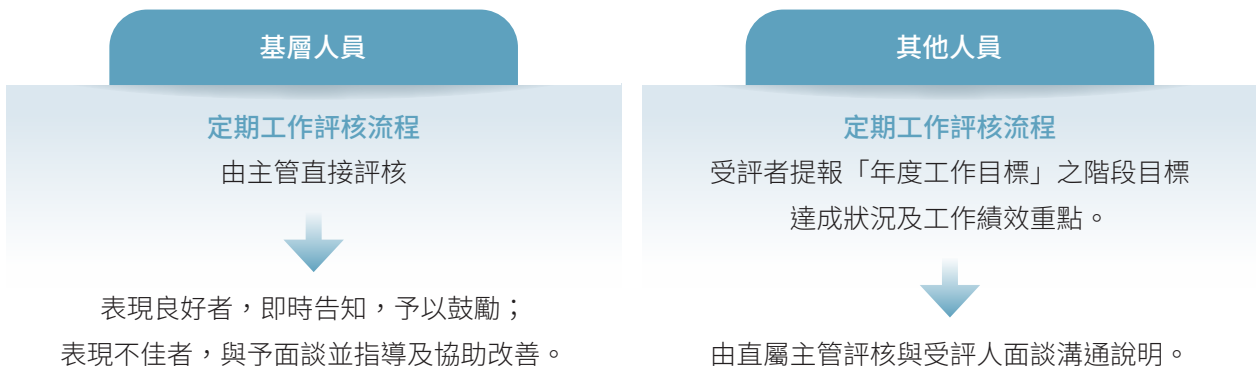 基層人員
定期工作評核流程
由主管直接評核
表現良好者，即時告知，予以鼓勵；
表現不佳者，與予面談並指導及協助改善。
其他人員
定期工作評核流程
受評者提報「年度工作目標」之階段目標
達成狀況及工作績效重點。
由直屬主管評核與受評人面談溝通說明。